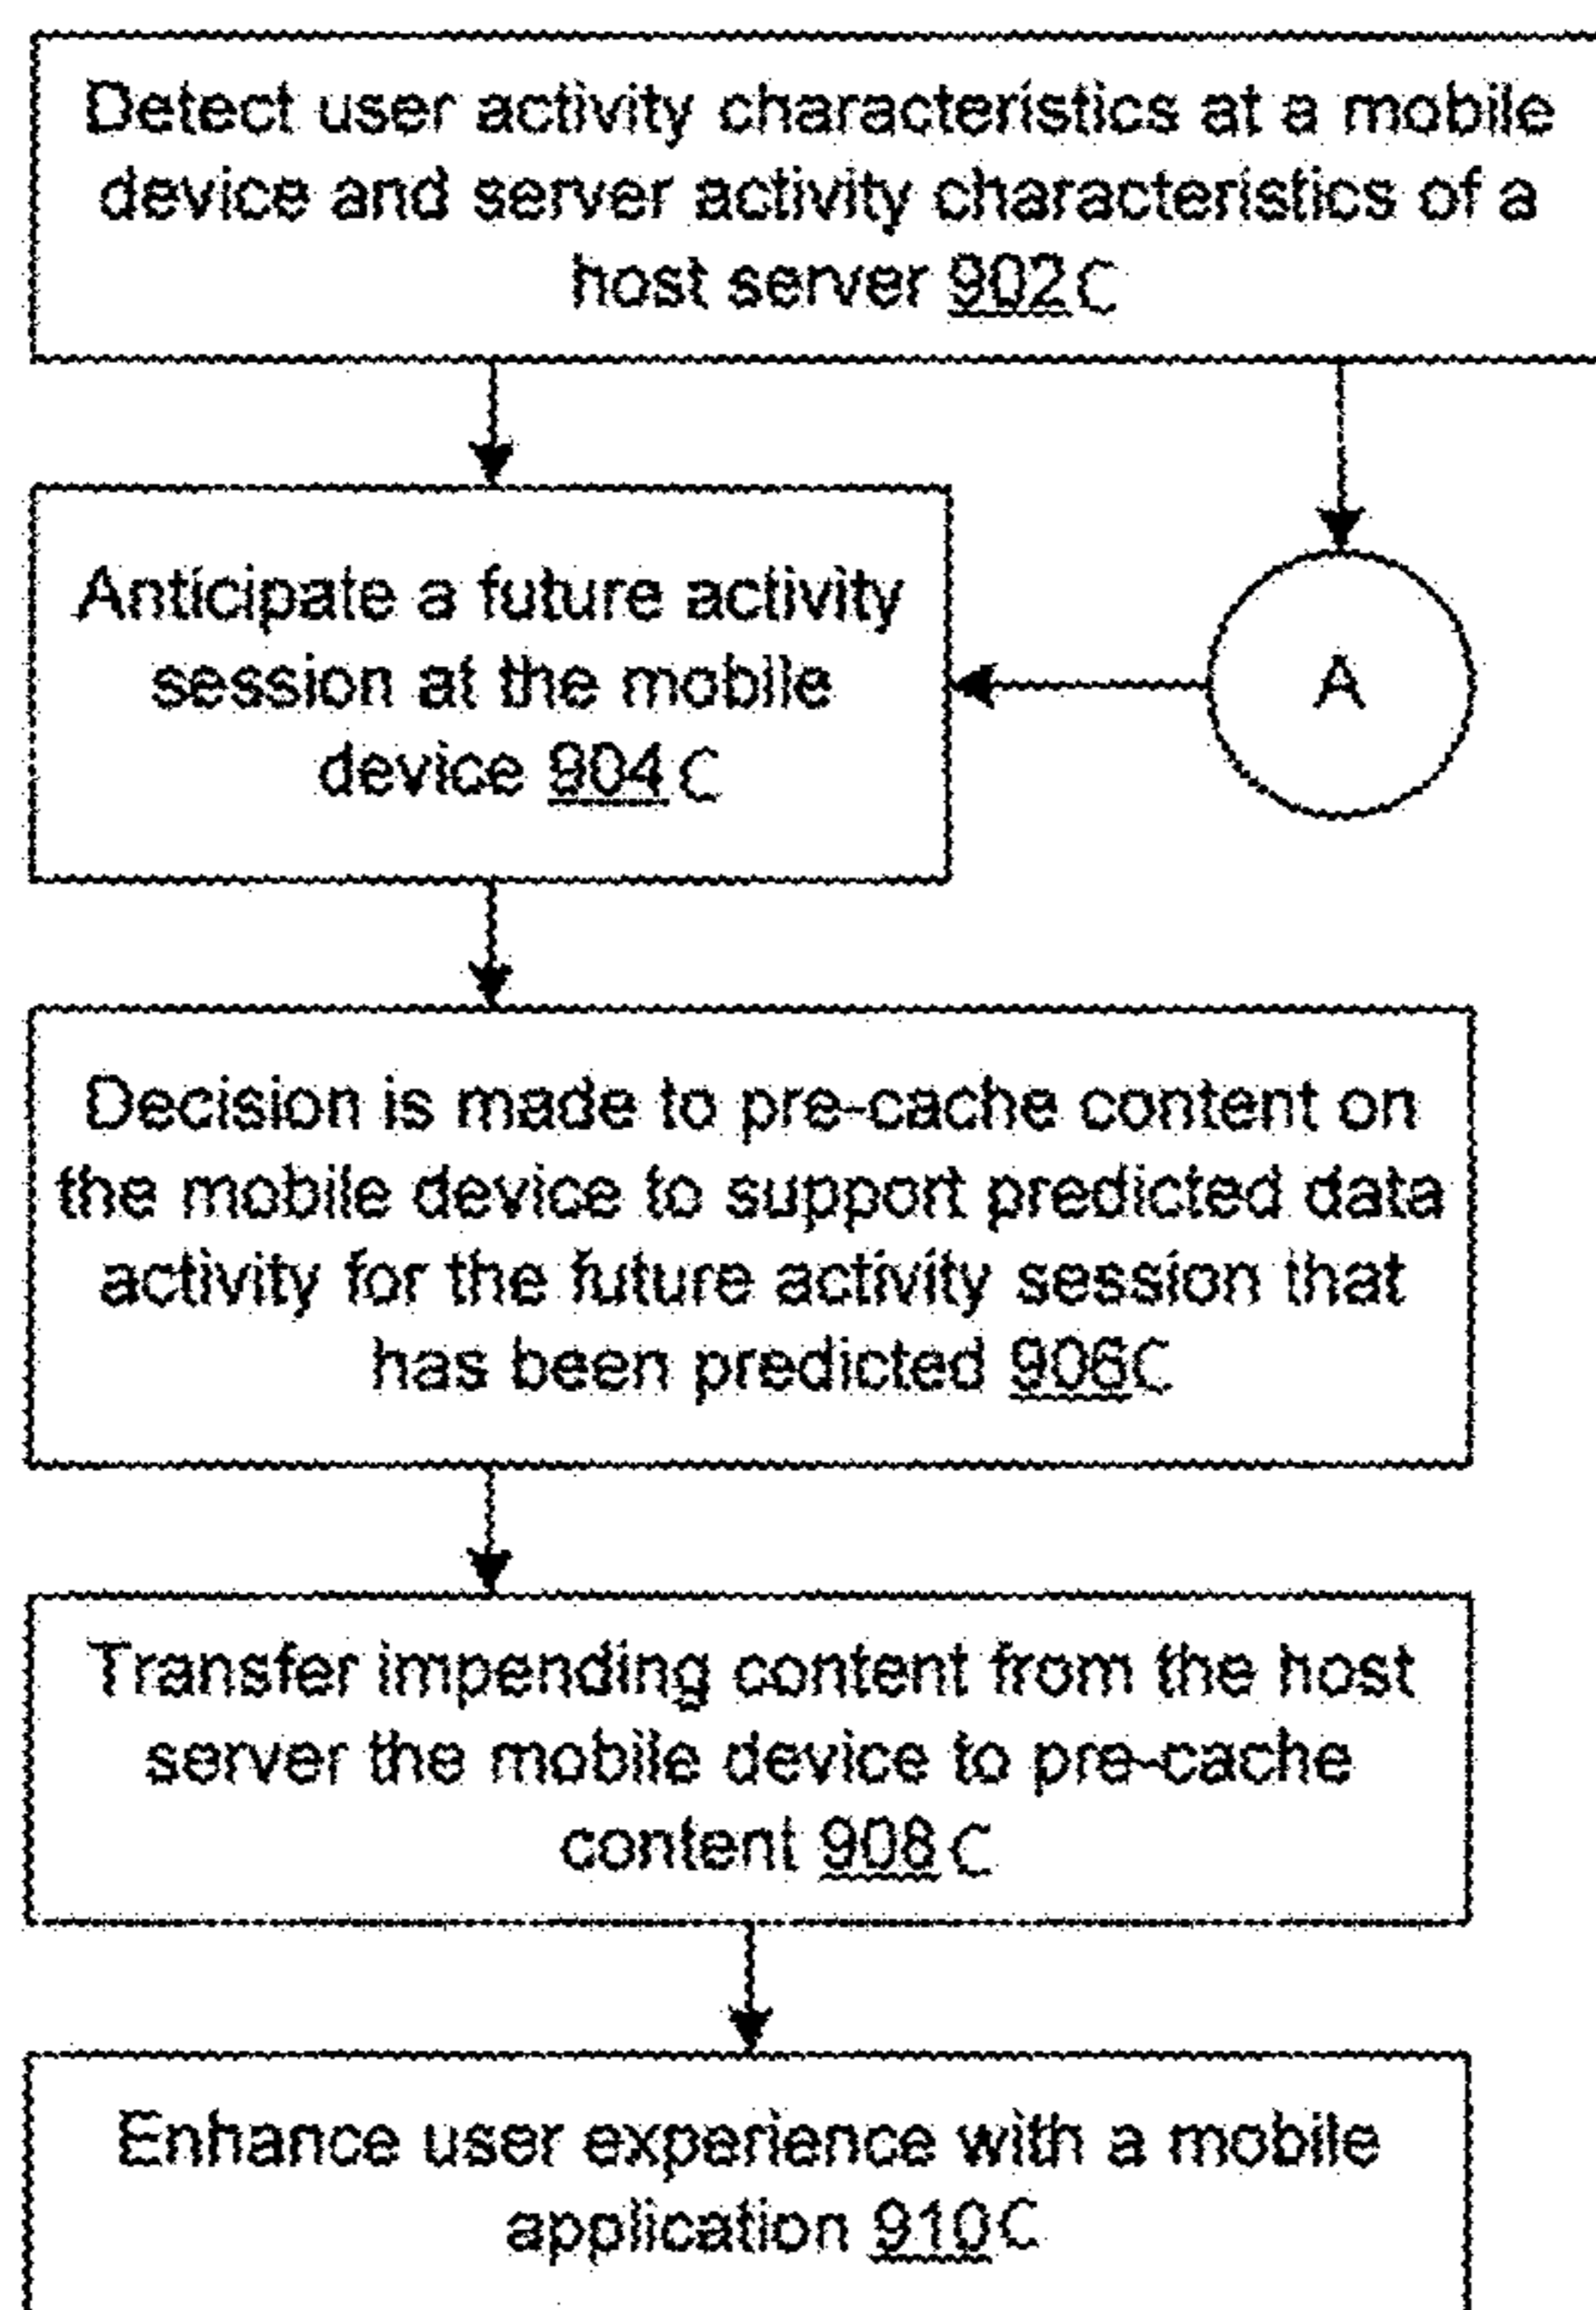 Detect user activity characteristics at a mobile
device and server activity characteristics of a
host server 902C
Anticipate a future activity
session at the mobile
device 904C
A
Decision is made to pre-cache content on
the mobile device to support predicted data
activity for the future activity session that
has been predicted 906C
Transfer impending content from the host
server the mobile device to pre-cache
content 908C
Enhance user experience with a mobile
application 910C